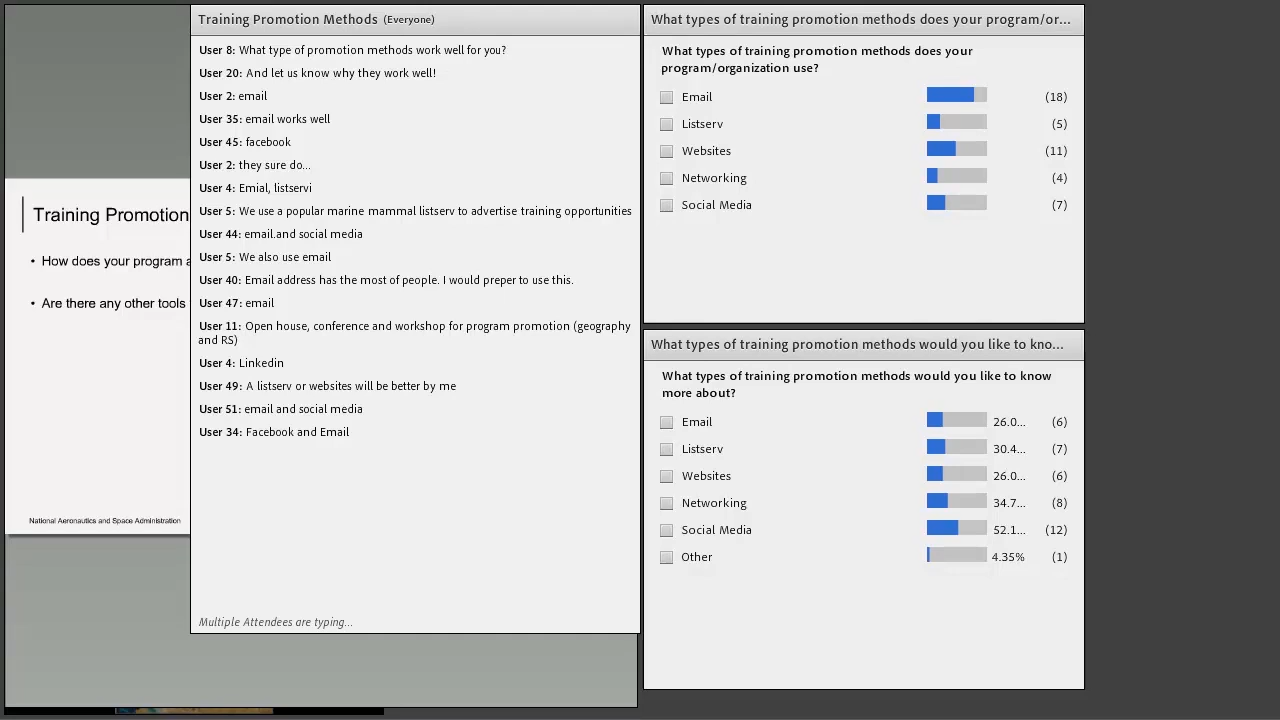 Training Promotion
• How does your program a
• Are there any other tools
National Aeronautics and Space Administration
Training Promotion Methods (Everyone)
User 8: What type of promotion methods work well for you?
User 20: And let us know why they work well!
User 2: email
User 35: email works well
User 45: facebook
User 2: they sure do...
User 4: Emial, listservi
User 5: We use a popular marine mammal listserv to advertise training opportunities
User 44: email.and social media
User 5: We also use email
User 40: Email address has the most of people. I would preper to use this.
User 47: email
User 11: Open house, conference and workshop for program promotion (geography
and RS)
User 4: Linkedin
User 49: A listserv or websites will be better by me
User 51: email and social media
User 34: Facebook and Email
Multiple Attendees are typing...
What types of training promotion methods does your program/or...
What types of training promotion methods does your
program/organization use?
Email (18)
Listserv (5)
Websites (11)
Networking (4)
Social Media (7)
What types of training promotion methods would you like to kno...
What types of training promotion methods would you like to know
more about?
Email 26.0... (6)
Listserv 30.4... (7)
Websites 26.0... (6)
Networking 34.7... (8)
Social Media 52.1... (12)
Other 4.35% (1)